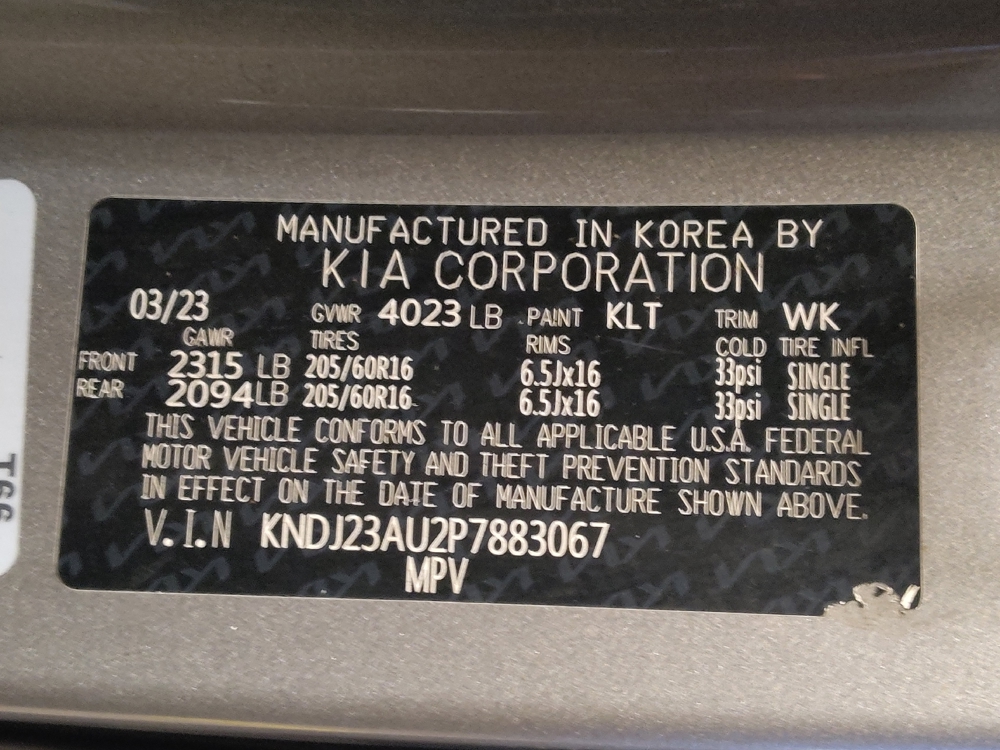 MANUFACTURED IN KOREA BY
KIA CORPORATION
03/23 GVWR 4023 LB PAINT KLT TRIM WK
GAWR TIRES RIMS COLD TIRE INFL
FRONT 2315 LB 205/60R16 6.5Jx16 33psi SINGLE
REAR 2094 LB 205/60R16 6.5Jx16 33psi SINGLE
THIS VEHICLE CONFORMS TO ALL APPLICABLE U.S.A. FEDERAL
MOTOR VEHICLE SAFETY AND THEFT PREVENTION STANDARDS
IN EFFECT ON THE DATE OF MANUFACTURE SHOWN ABOVE.
V.I.N KNDJ23AU2P7883067
MPV